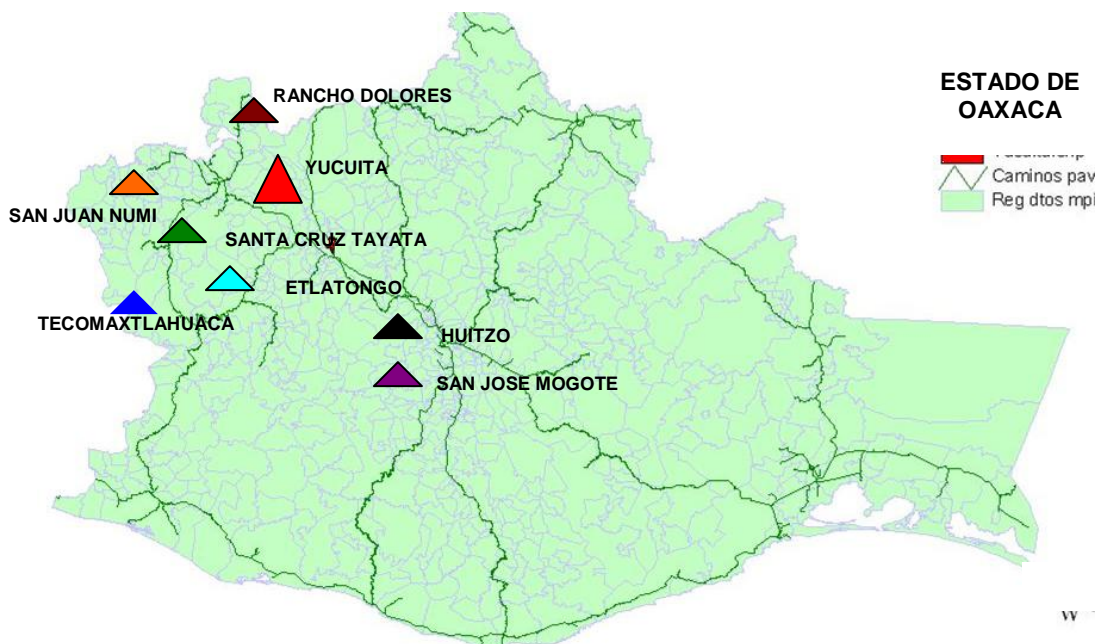 ESTADO DE
OAXACA
RANCHO DOLORES
YUCUITA
SAN JUAN NUMI
SANTA CRUZ TAYATA
ETLATONGO
TECOMAXTLAHUACA
HUITZO
SAN JOSE MOGOTE
Caminos pav
Reg dtos mpi
W